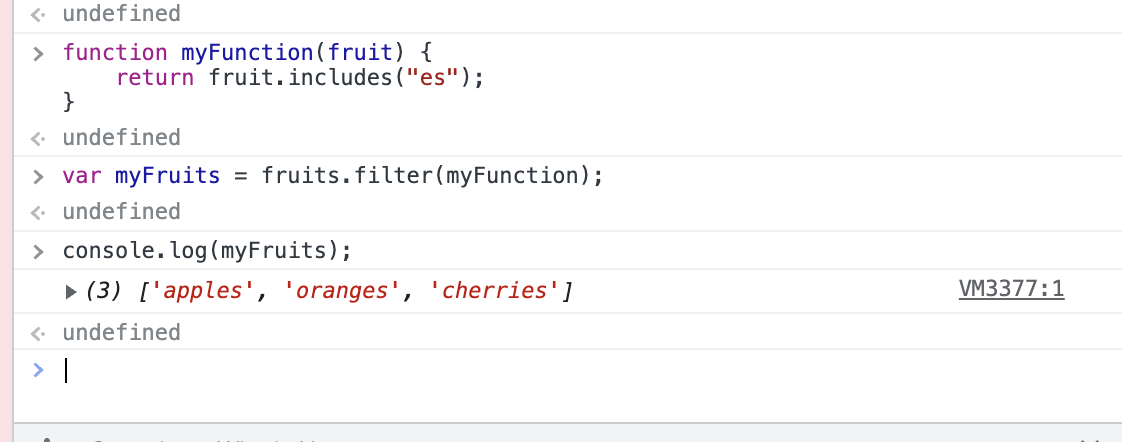 undefined
function myFunction(fruit) {
return fruit.includes("es");
}
undefined
var myFruits = fruits.filter(myFunction);
undefined
console.log(myFruits);
(3) ['apples', 'oranges', 'cherries'] VM3377:1
undefined